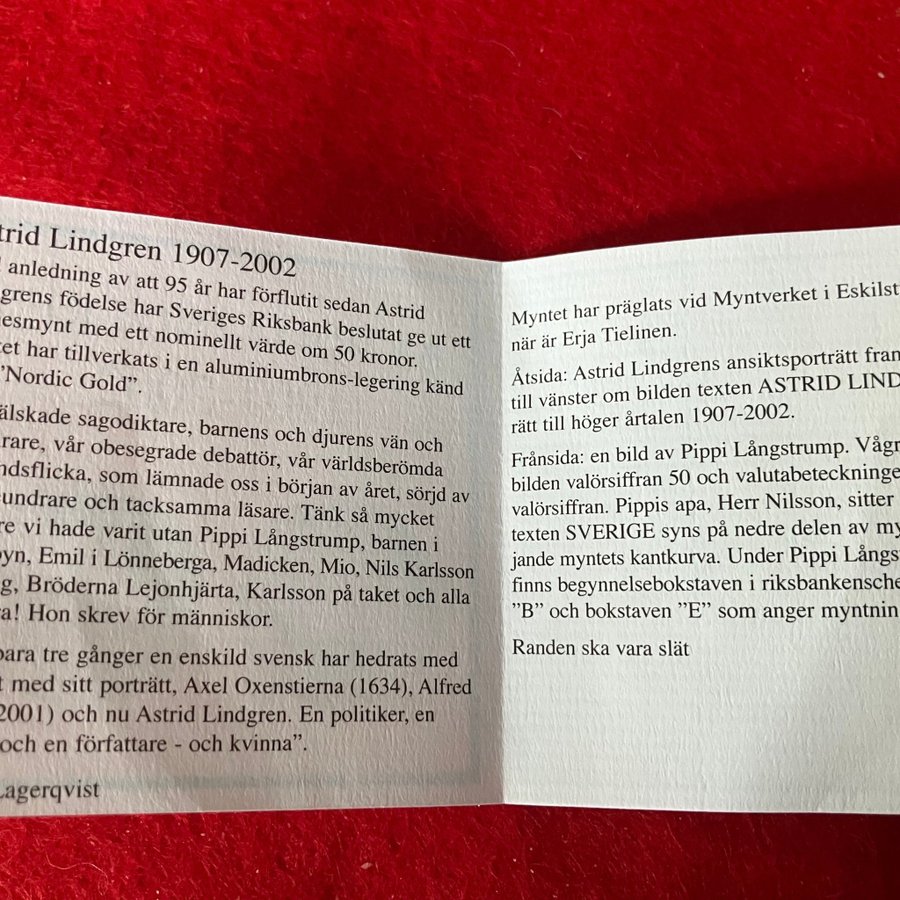 trid Lindgren 1907-2002
anledning av att 95 år har förflutit sedan Astrid
grens födelse har Sveriges Riksbank beslutat ge ut ett
esmynt med ett nominellt värde om 50 kronor.
et har tillverkats i en aluminiumbrons-legering känd
”Nordic Gold”.
älskade sagodiktare, barnens och djurens vän och
rare, vår obesegrade debattör, vår världsberömda
ndsflicka, som lämnade oss i början av året, sörjd av
undrare och tacksamma läsare. Tänk så mycket
re vi hade varit utan Pippi Långstrump, barnen i
byn, Emil i Lönneberga, Madicken, Mio, Nils Karlsson
g, Bröderna Lejonhjärta, Karlsson på taket och alla
a! Hon skrev för människor.
bara tre gånger en enskild svensk har hedrats med
t med sitt porträtt, Axel Oxenstierna (1634), Alfred
2001) och nu Astrid Lindgren. En politiker, en
och en författare - och kvinna”.
Lagerqvist
Myntet har präglats vid Myntverket i Eskilst
när är Erja Tielinen.
Åtsida: Astrid Lindgrens ansiktsporträtt fran
till vänster om bilden texten ASTRID LIND
rätt till höger årtalen 1907-2002.
Frånsida: en bild av Pippi Långstrump. Vågr
bilden valörsiffran 50 och valutabeteckninge
valörsiffran. Pippis apa, Herr Nilsson, sitter
texten SVERIGE syns på nedre delen av my
jande myntets kantkurva. Under Pippi Långs
finns begynnelsebokstaven i riksbankensche
”B” och bokstaven ”E” som anger myntnin
Randen ska vara slät